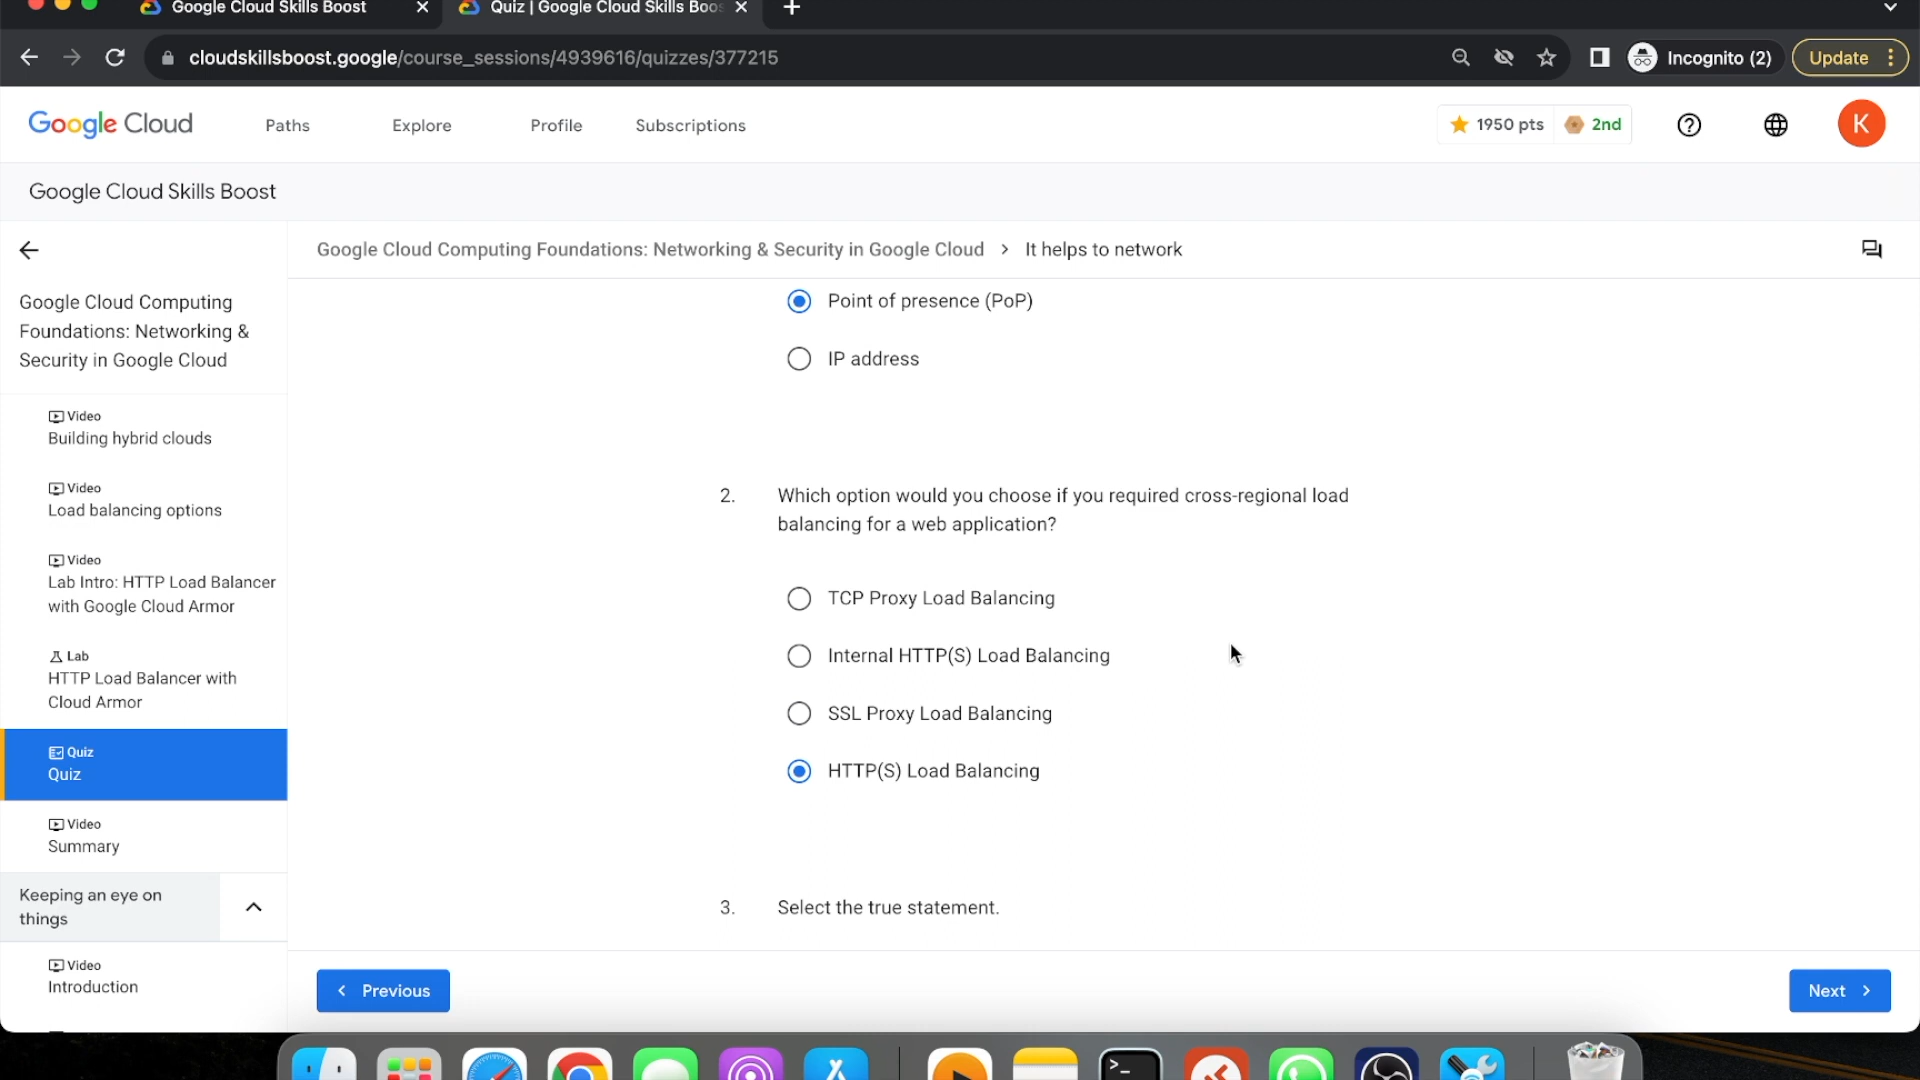 Google Cloud Skills Boost
Quiz | Google Cloud Skills Boos
cloudskillsboost.google/course_sessions/4939616/quizzes/377215
Incognito (2)
Update
Google Cloud
Paths
Explore
Profile
Subscriptions
1950 pts
2nd
K
Google Cloud Skills Boost
Google Cloud Computing Foundations: Networking & Security in Google Cloud > It helps to network
Google Cloud Computing
Foundations: Networking &
Security in Google Cloud
Video
Building hybrid clouds
Video
Load balancing options
Video
Lab Intro: HTTP Load Balancer
with Google Cloud Armor
Lab
HTTP Load Balancer with
Cloud Armor
Quiz
Quiz
Video
Summary
Keeping an eye on
things
Video
Introduction
Point of presence (PoP)
IP address
2. Which option would you choose if you required cross-regional load
balancing for a web application?
TCP Proxy Load Balancing
Internal HTTP(S) Load Balancing
SSL Proxy Load Balancing
HTTP(S) Load Balancing
3. Select the true statement.
Previous
Next